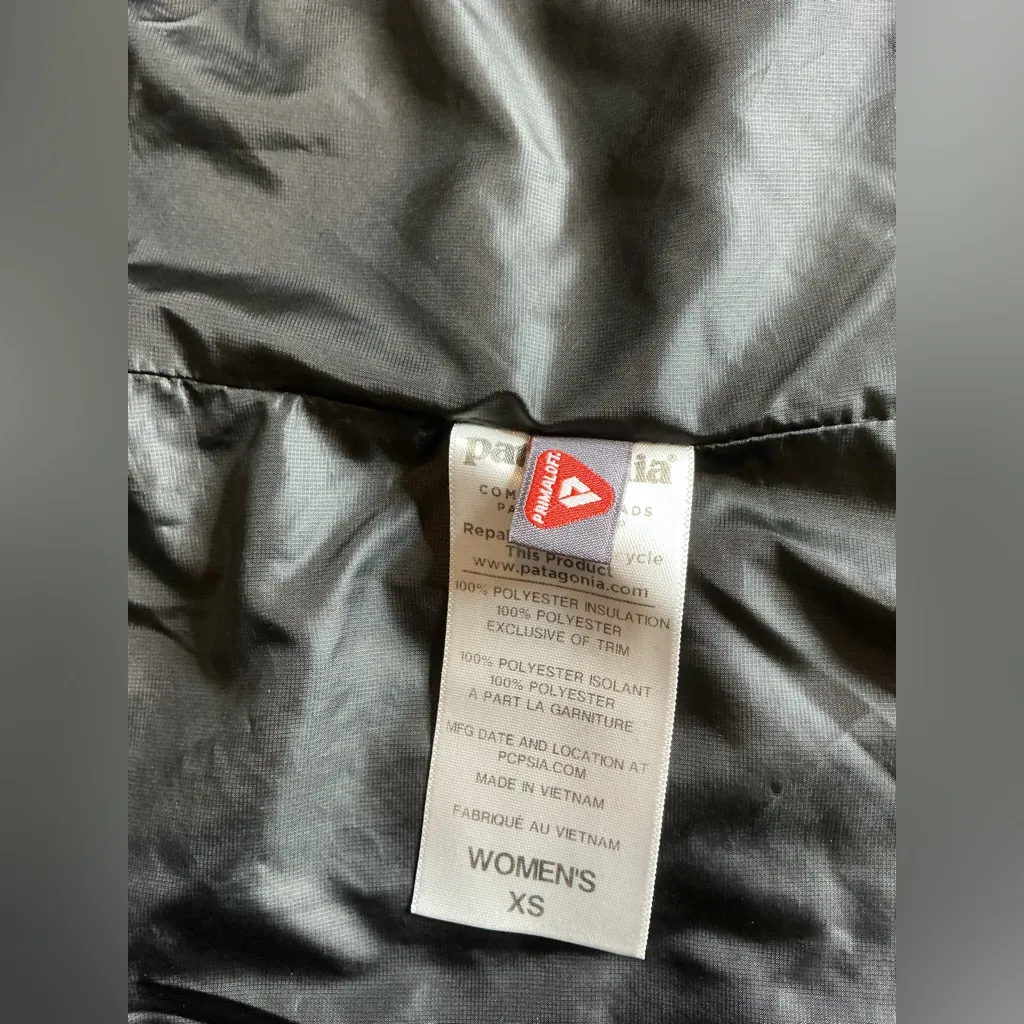 PRIMALOFT
This Product
www.patagonia.com
100% POLYESTER INSULATION
100% POLYESTER
EXCLUSIVE OF TRIM
100% POLYESTER ISOLANT
100% POLYESTER
A PART LA GARNITURE
MFG DATE AND LOCATION AT
PCPSIA.COM
MADE IN VIETNAM
FABRIQUÉ AU VIETNAM
WOMEN'S
XS